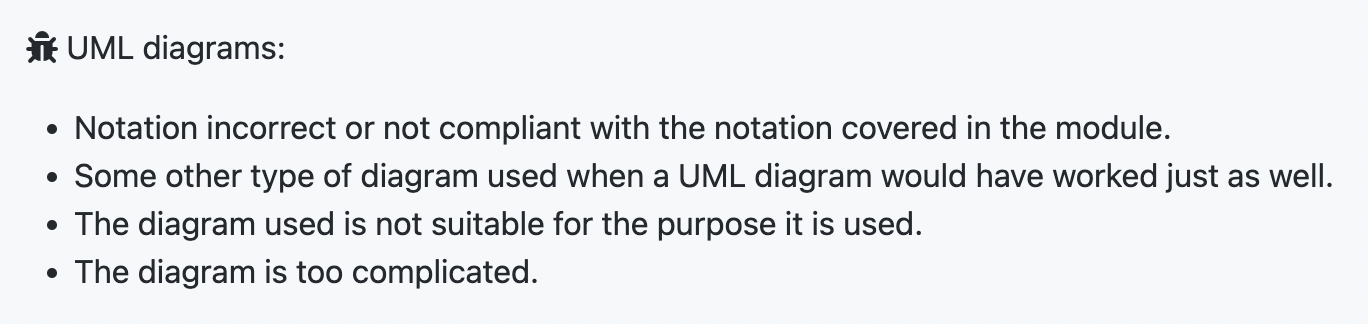 UML diagrams:
• Notation incorrect or not compliant with the notation covered in the module.
• Some other type of diagram used when a UML diagram would have worked just as well.
• The diagram used is not suitable for the purpose it is used.
• The diagram is too complicated.